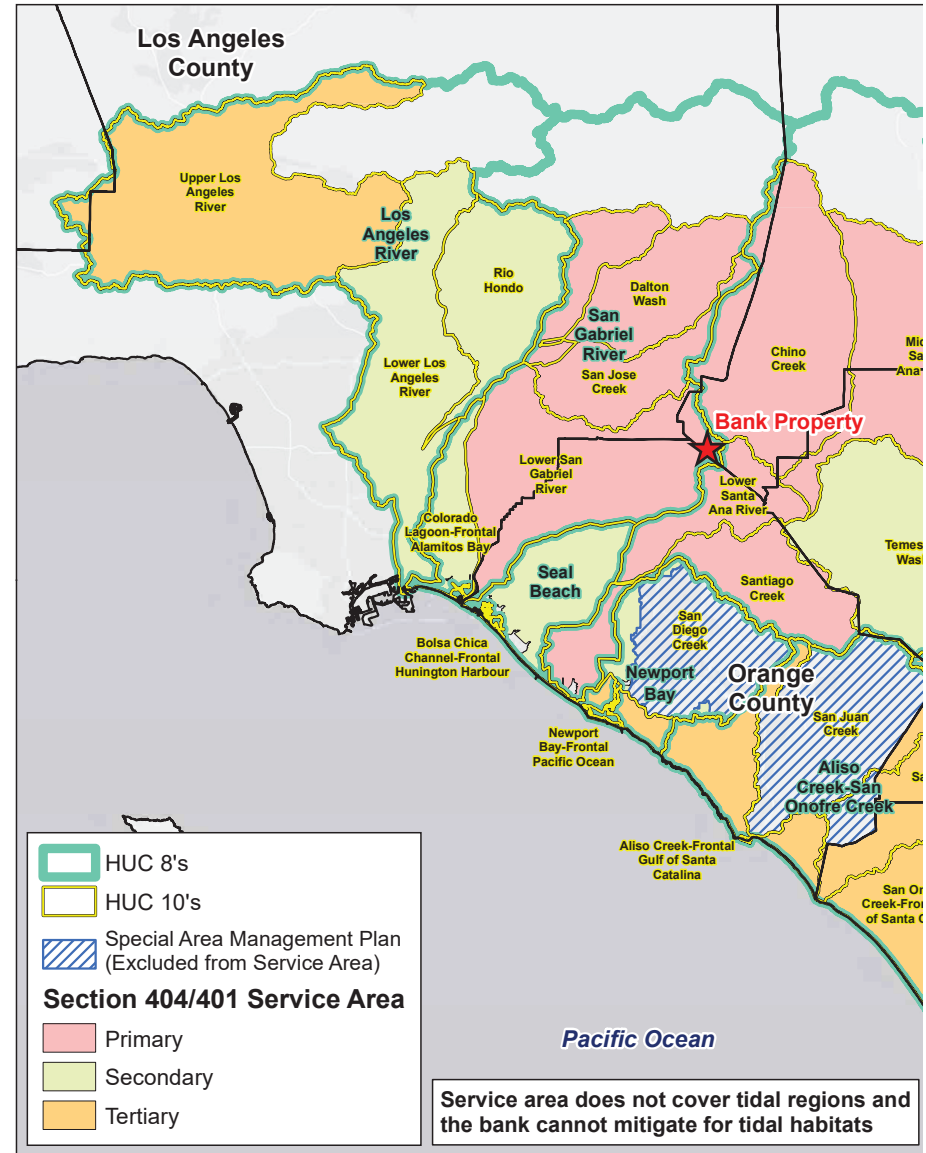 Los Angeles
County
Upper Los
Angeles
River
Los
Angeles
River
Rio
Hondo
Dalton
Wash
San
Gabriel
River
San Jose
Creek
Chino
Creek
Lower Los
Angeles
River
Bank Property
Lower San
Gabriel
River
Lower
Santa
Ana River
Colorado
Lagoon-Frontal
Alamitos Bay
Seal
Beach
Santiago
Creek
San
Diego
Creek
Bolsa Chica
Channel-Frontal
Hunington Harbour
Newport
Bay
Orange
County
San Juan
Creek
Newport
Bay-Frontal
Pacific Ocean
Aliso
Creek-San
Onofre Creek
Aliso Creek-Frontal
Gulf of Santa
Catalina
HUC 8's
HUC 10's
Special Area Management Plan
(Excluded from Service Area)
Section 404/401 Service Area
Primary
Secondary
Tertiary
Pacific Ocean
Service area does not cover tidal regions and
the bank cannot mitigate for tidal habitats